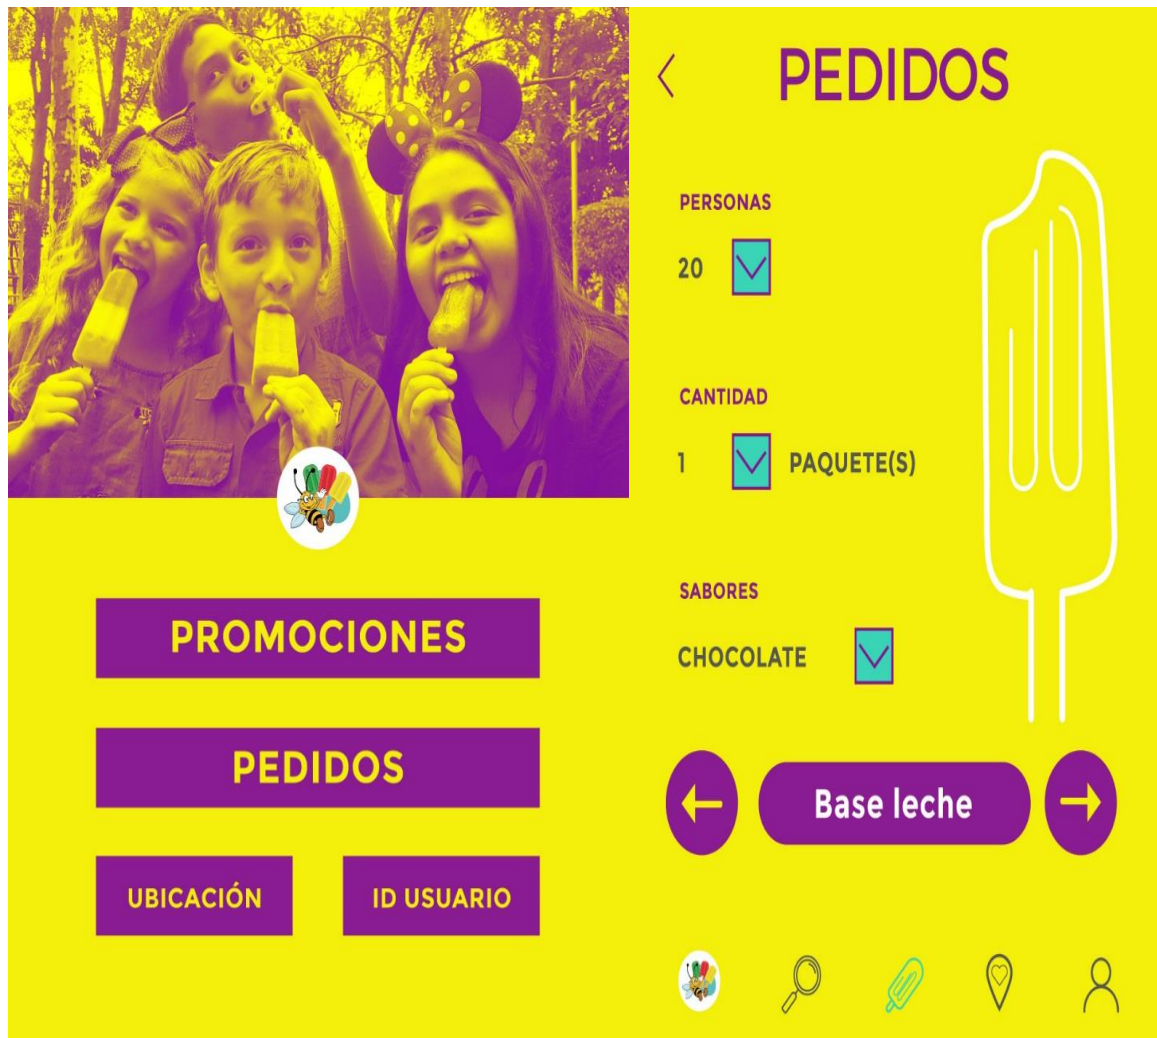 PROMOCIONES
PEDIDOS
UBICACIÓN
ID USUARIO
PEDIDOS
PERSONAS
20
CANTIDAD
1 PAQUETE(S)
SABORES
CHOCOLATE
Base leche